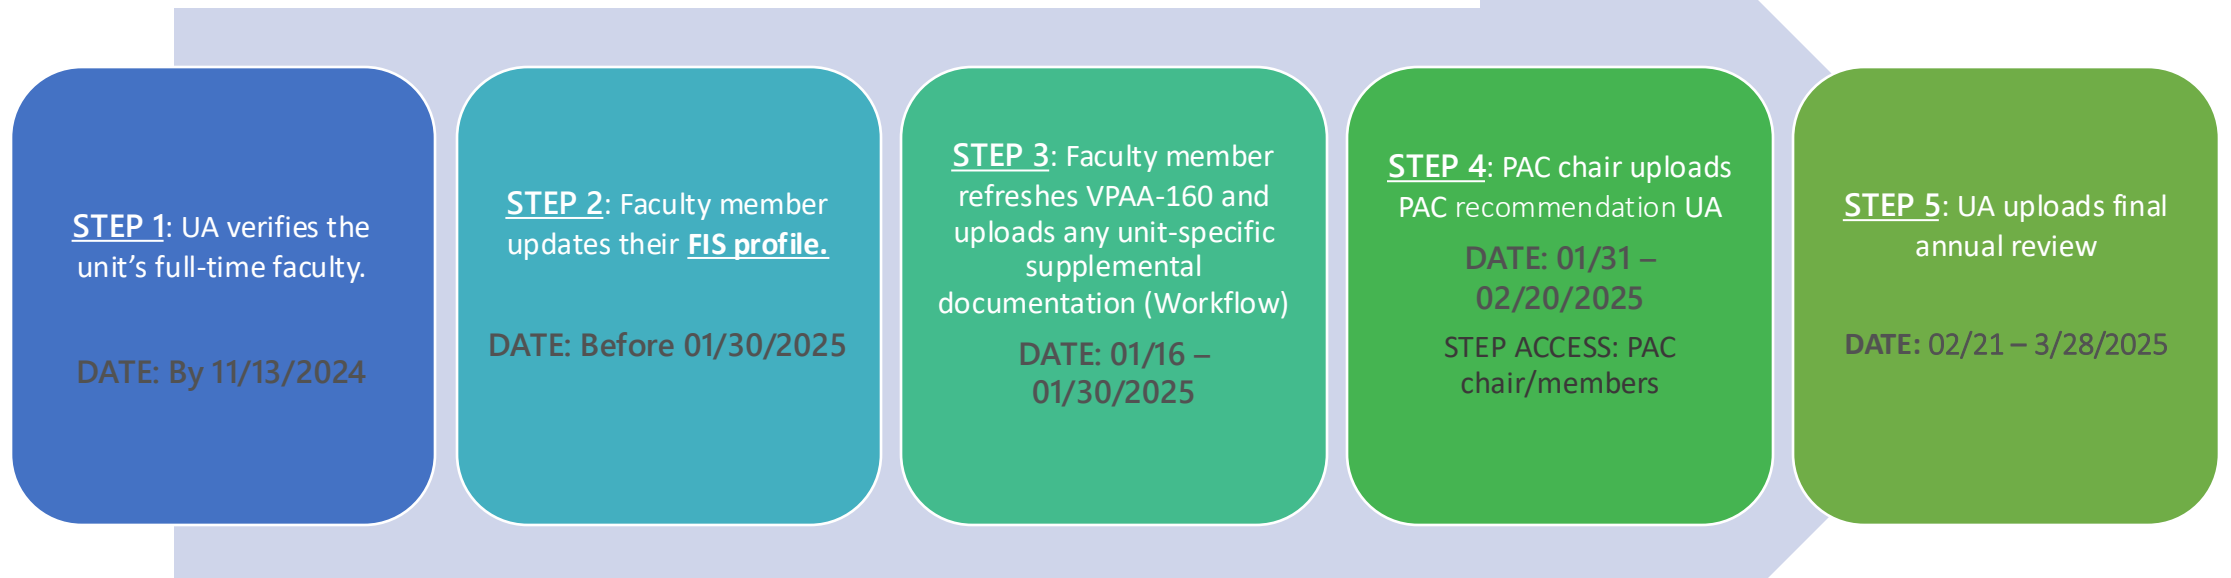 STEP 1: UA verifies the
unit’s full-time faculty.
DATE: By 11/13/2024
STEP 2: Faculty member
updates their FIS profile.
DATE: Before 01/30/2025
STEP 3: Faculty member
refreshes VPAA-160 and
uploads any unit-specific
supplemental
documentation (Workflow)
DATE: 01/16 –
01/30/2025
STEP 4: PAC chair uploads
PAC recommendation UA
DATE: 01/31 –
02/20/2025
STEP ACCESS: PAC
chair/members
STEP 5: UA uploads final
annual review
DATE: 02/21 – 3/28/2025